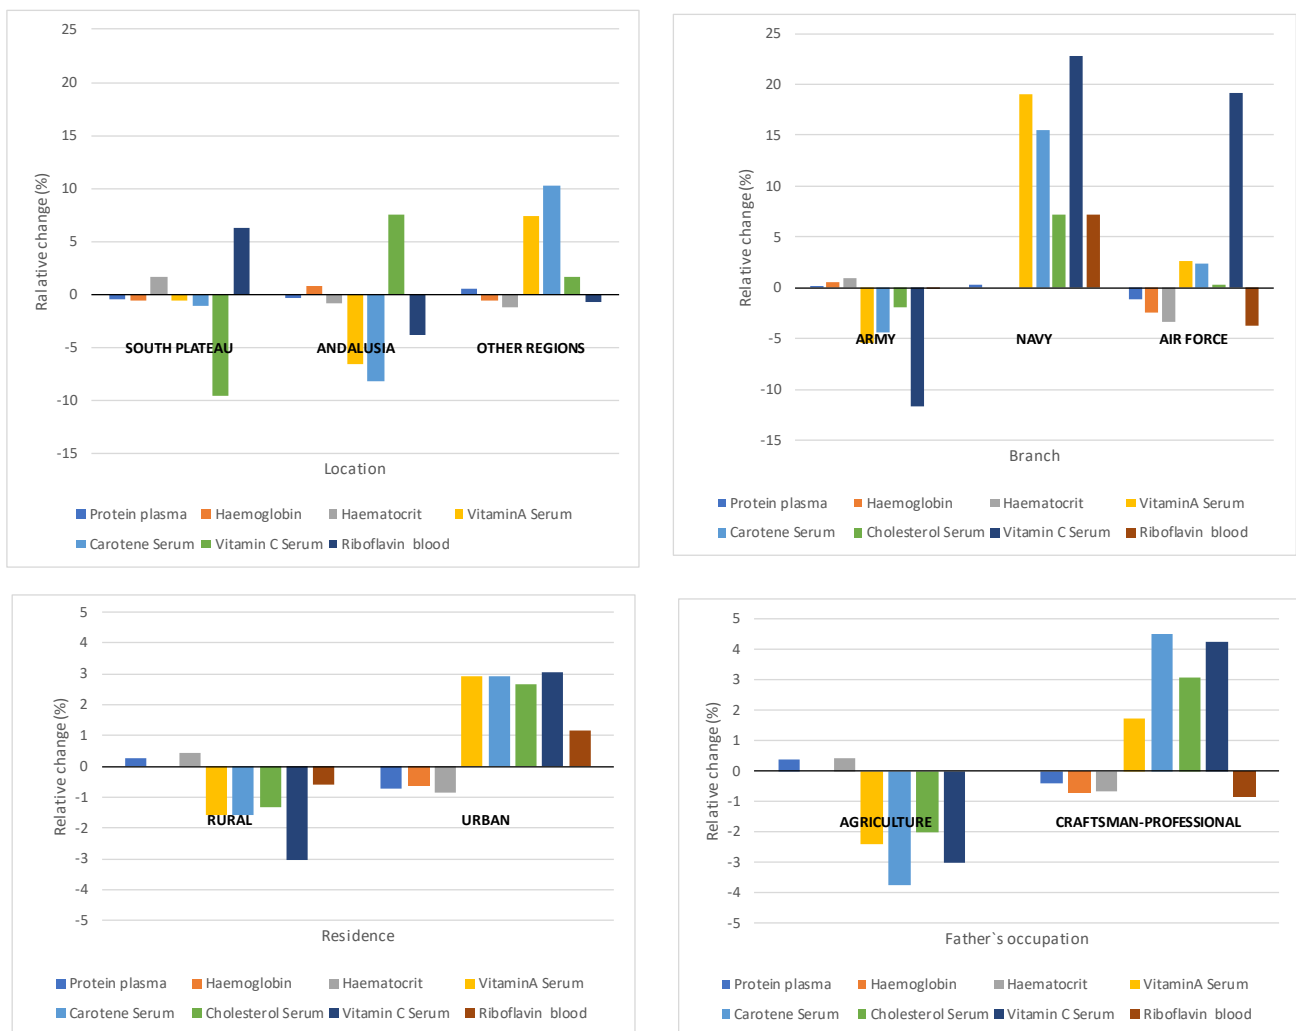 25
20
15
10
5
0
-5
-10
-15
Relative change (%)
SOUTH PLATEAU ANDALUSIA OTHER REGIONS
Location
Protein plasma Haemoglobin Haematocrit VitaminA Serum
Carotene Serum Vitamin C Serum Riboflavin blood
25
20
15
10
5
0
-5
-10
-15
Relative change (%)
ARMY NAVY AIR FORCE
Branch
Protein plasma Haemoglobin Haematocrit VitaminA Serum
Carotene Serum Cholesterol Serum Vitamin C Serum Riboflavin blood
5
4
3
2
1
0
-1
-2
-3
-4
-5
Relative change (%)
RURAL URBAN
Residence
Protein plasma Haemoglobin Haematocrit VitaminA Serum
Carotene Serum Cholesterol Serum Vitamin C Serum Riboflavin blood
5
4
3
2
1
0
-1
-2
-3
-4
-5
Relative change (%)
AGRICULTURE CRAFTSMAN-PROFESSIONAL
Father`s occupation
Protein plasma Haemoglobin Haematocrit VitaminA Serum
Carotene Serum Cholesterol Serum Vitamin C Serum Riboflavin blood